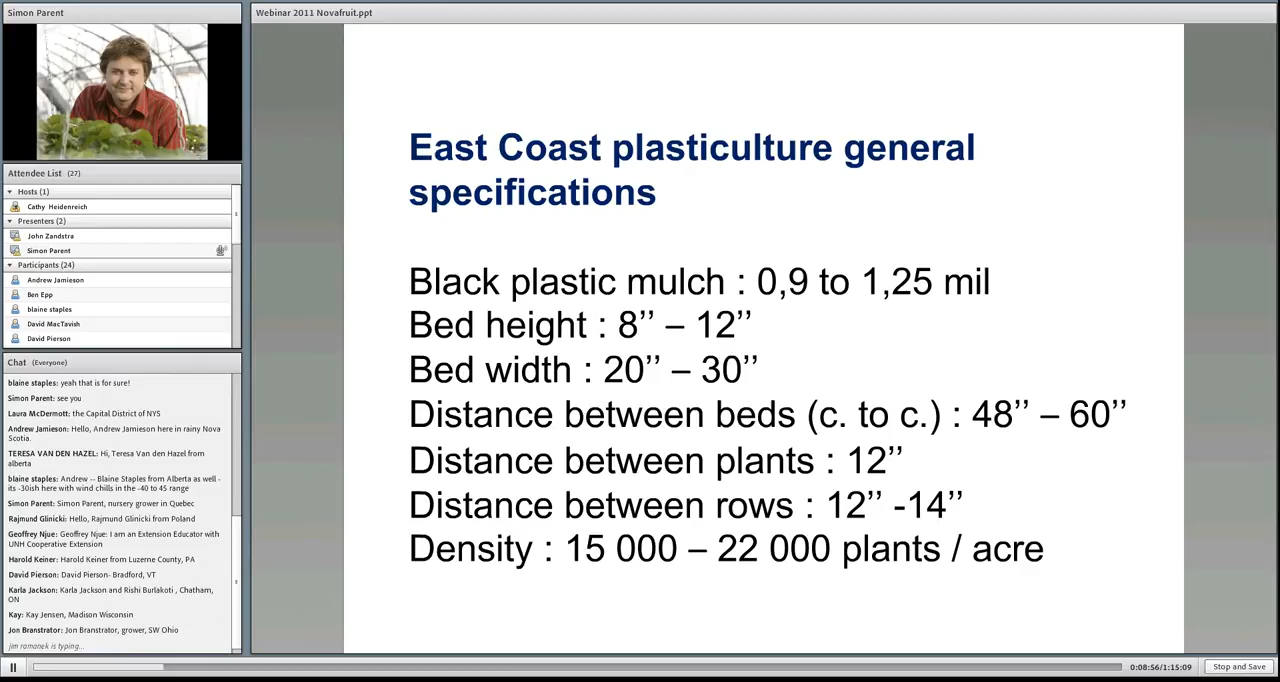 Simon Parent
Webinar 2011 Novafruit.ppt
Attendee List (27)
Hosts (1)
Cathy Heidenreich
Presenters (2)
John Zandstra
Simon Parent
Participants (24)
Andrew Jamieson
Ben Epp
blaine staples
David MacTavish
David Pierson
Chat (Everyone)
blaine staples: yeah that is for sure!
Simon Parent: see you
Laura McDermott: the Capital District of NYS
Andrew Jamieson: Hello, Andrew Jamieson here in rainy Nova
Scotia.
TERESA VAN DEN HAZEL: Hi, Teresa Van den Hazel from
alberta
blaine staples: Andrew -- Blaine Staples from Alberta as well -
its -30ish here with wind chills in the -40 to 45 range
Simon Parent: Simon Parent, nursery grower in Quebec
Rajmund Glinicki: Hello, Rajmund Glinicki from Poland
Geoffrey Njue: Geoffrey Njue: I am an Extension Educator with
UNH Cooperative Extension
Harold Keiner: Harold Keiner from Luzerne County, PA
David Pierson: David Pierson- Bradford, VT
Karla Jackson: Karla Jackson and Rishi Burlakoti , Chatham,
ON
Kay: Kay Jensen, Madison Wisconsin
Jon Branstrator: Jon Branstrator, grower, SW Ohio
jim ramanek is typing...
East Coast plasticulture general
specifications
Black plastic mulch : 0,9 to 1,25 mil
Bed height : 8’’ – 12’’
Bed width : 20’’ – 30’’
Distance between beds (c. to c.) : 48’’ – 60’’
Distance between plants : 12’’
Distance between rows : 12’’ -14’’
Density : 15 000 – 22 000 plants / acre
0:08:56/1:15:09
Stop and Save